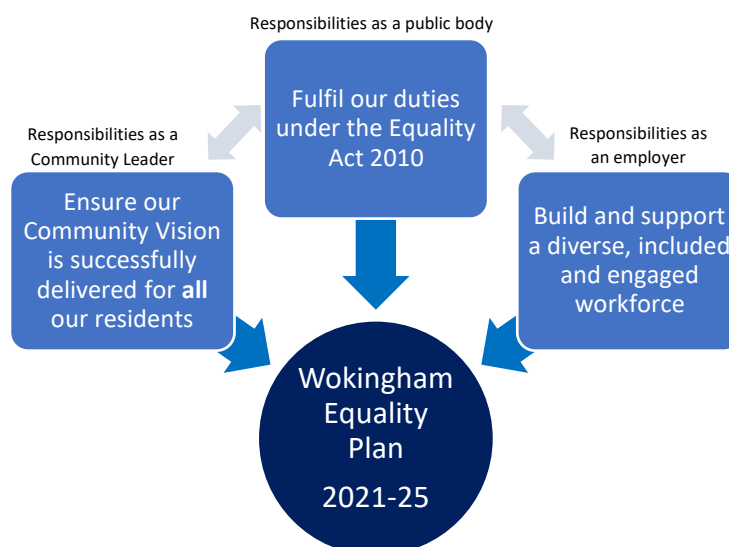 Responsibilities as a public body
Fulfil our duties
under the Equality
Act 2010
Responsibilities as a
Community Leader
Ensure our
Community Vision
is successfully
delivered for all
our residents
Responsibilities as
an employer
Build and support
a diverse, included
and engaged
workforce
Wokingham
Equality
Plan
2021-25